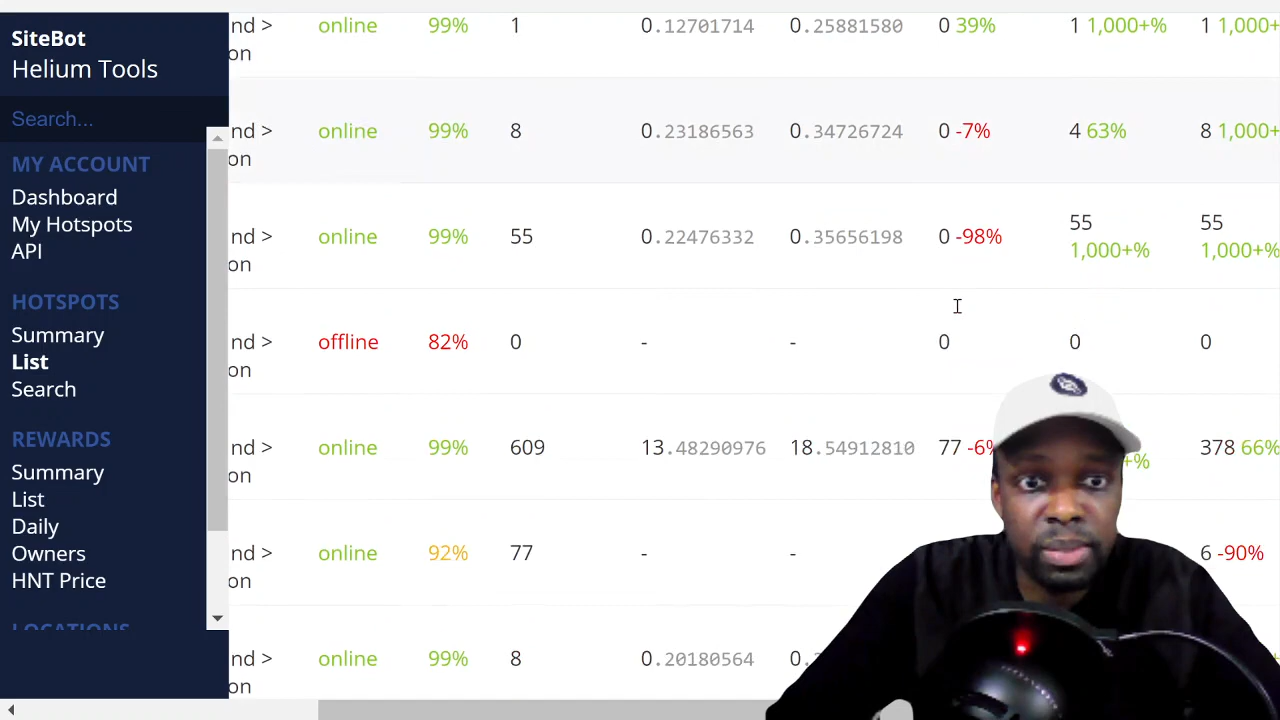 SiteBot
Helium Tools
Search...
MY ACCOUNT
Dashboard
My Hotspots
API
HOTSPOTS
Summary
List
Search
REWARDS
Summary
List
Daily
Owners
HNT Price
LOCATIONS
nd > online 99% 1 0.12701714 0.25881580 0 39% 1 1,000+% 1 1,000+
on
nd > online 99% 8 0.23186563 0.34726724 0 -7% 4 63% 8 1,000+
on
nd > online 99% 55 0.22476332 0.35656198 0 -98% 55 55
on 1,000+% 1,000+%
nd > offline 82% 0 - - 0 0 0
on
nd > online 99% 609 13.48290976 18.54912810 77 -6% 378 66%
on +%
nd > online 92% 77 - - 6 -90%
on
nd > online 99% 8 0.20180564 0.
on